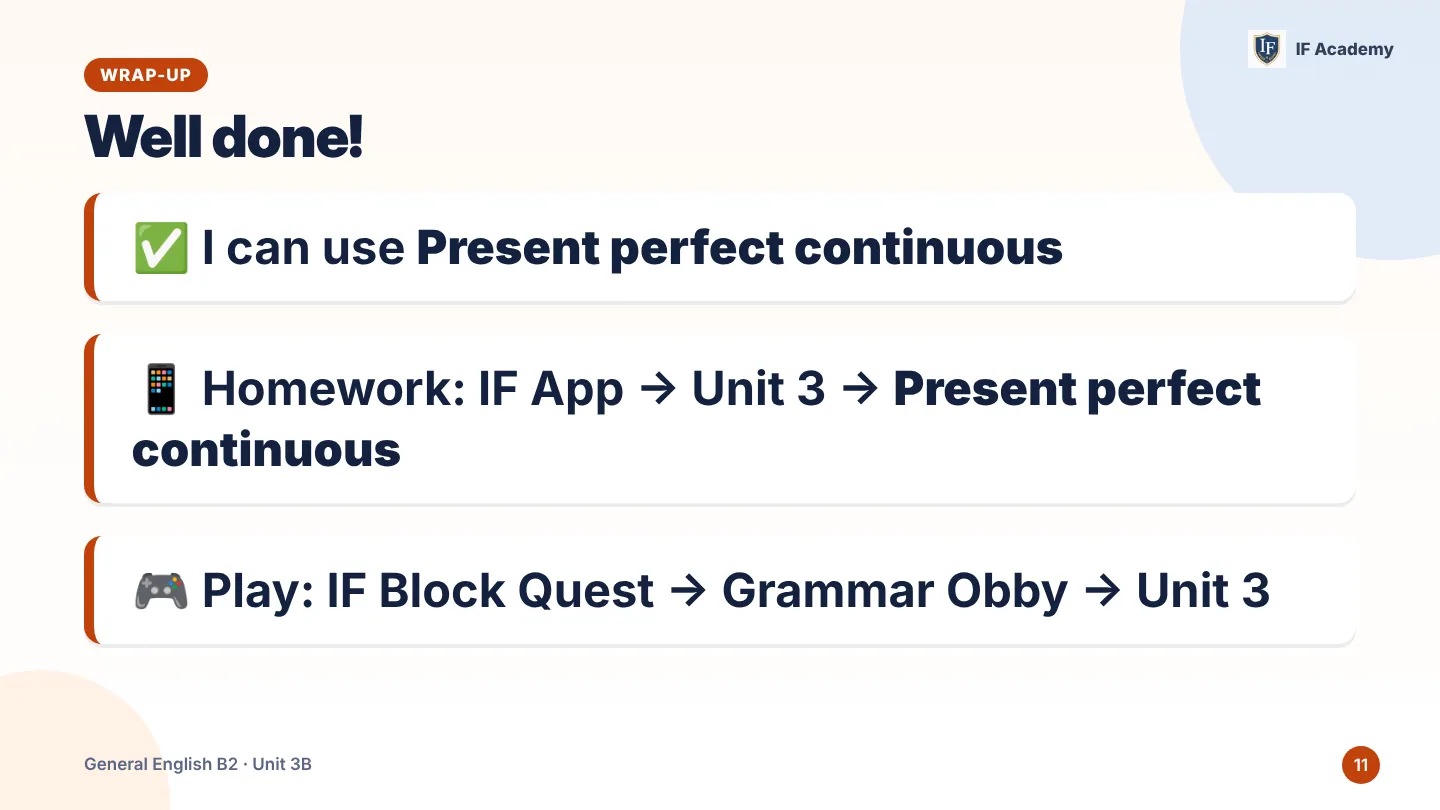 IF Academy
WRAP-UP
Well done!
✅ I can use Present perfect continuous
📱 Homework: IF App → Unit 3 → Present perfect
continuous
🎮 Play: IF Block Quest → Grammar Obby → Unit 3
General English B2 · Unit 3B
11